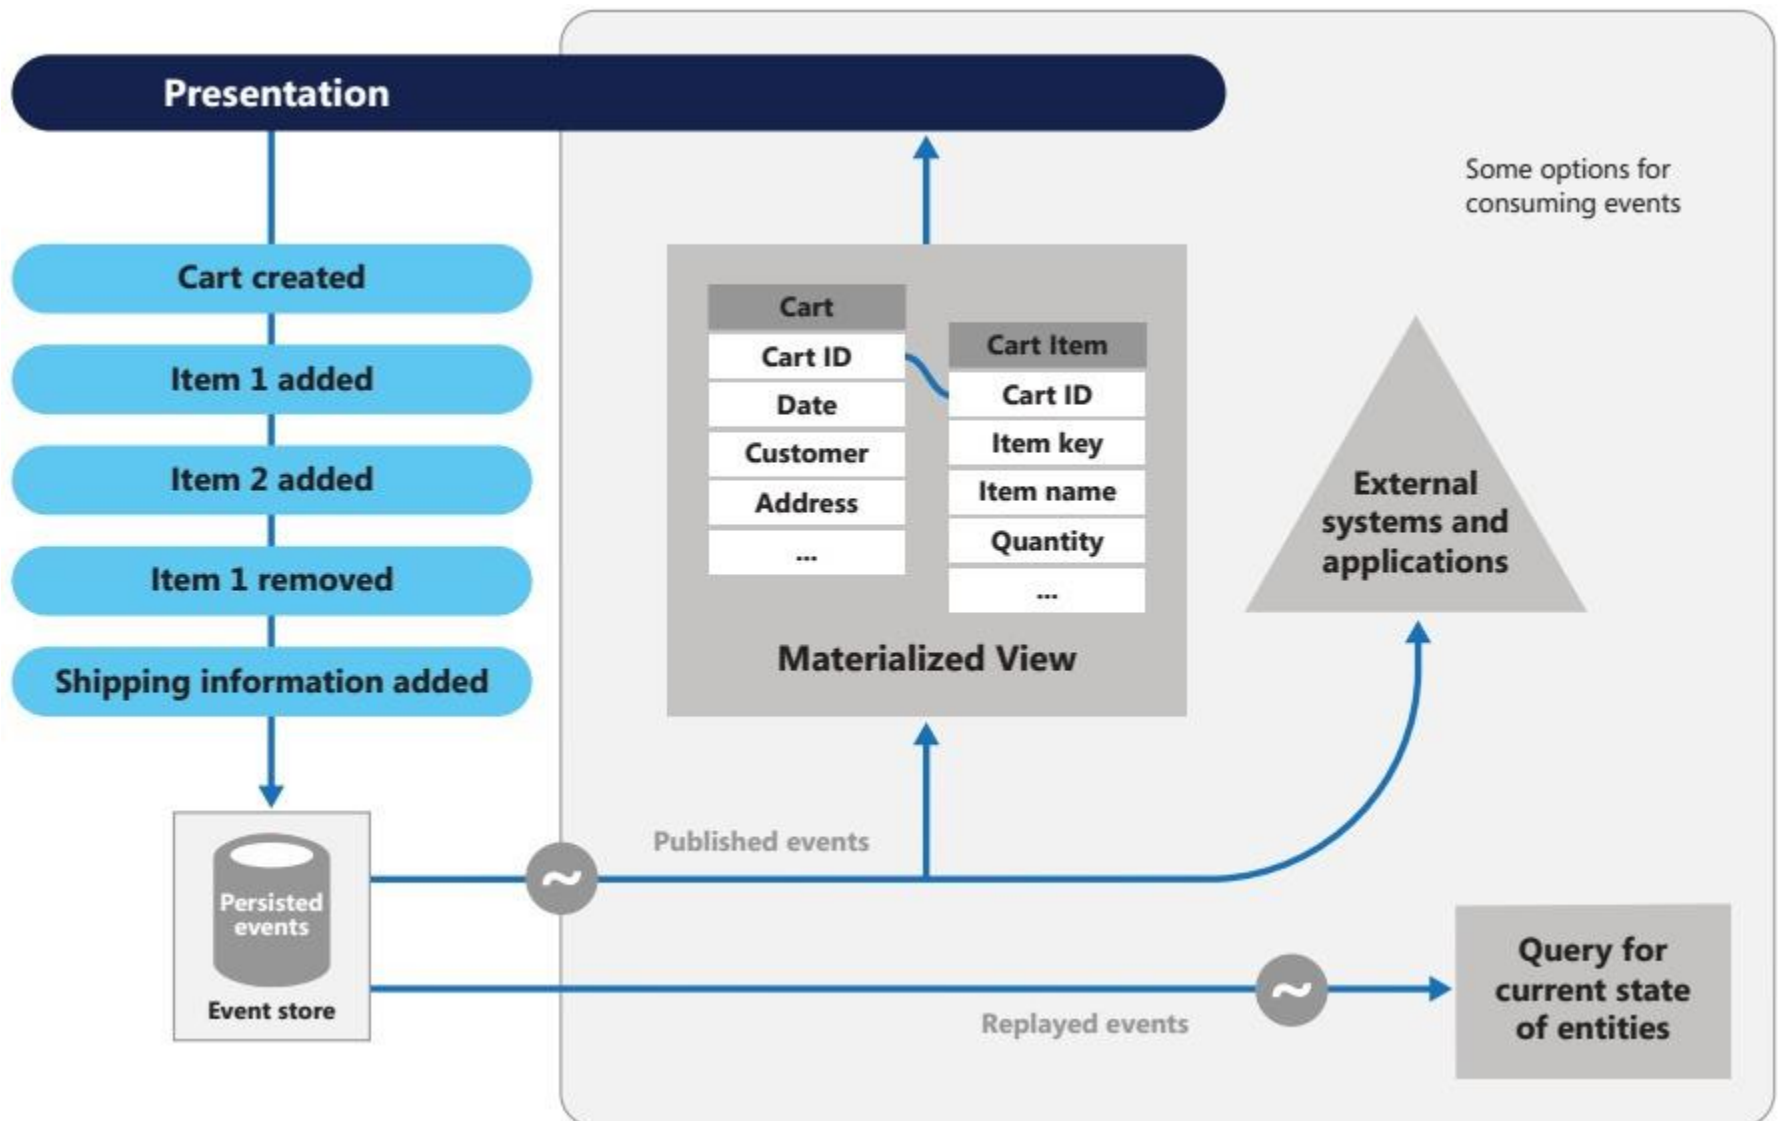 Presentation
Some options for
consuming events
Cart created
Item 1 added
Item 2 added
Item 1 removed
Shipping information added
Cart
Cart ID
Date
Customer
Address
...
Cart Item
Cart ID
Item key
Item name
Quantity
...
Materialized View
External
systems and
applications
Persisted
events
Event store
Published events
~
Replayed events
~
Query for
current state
of entities